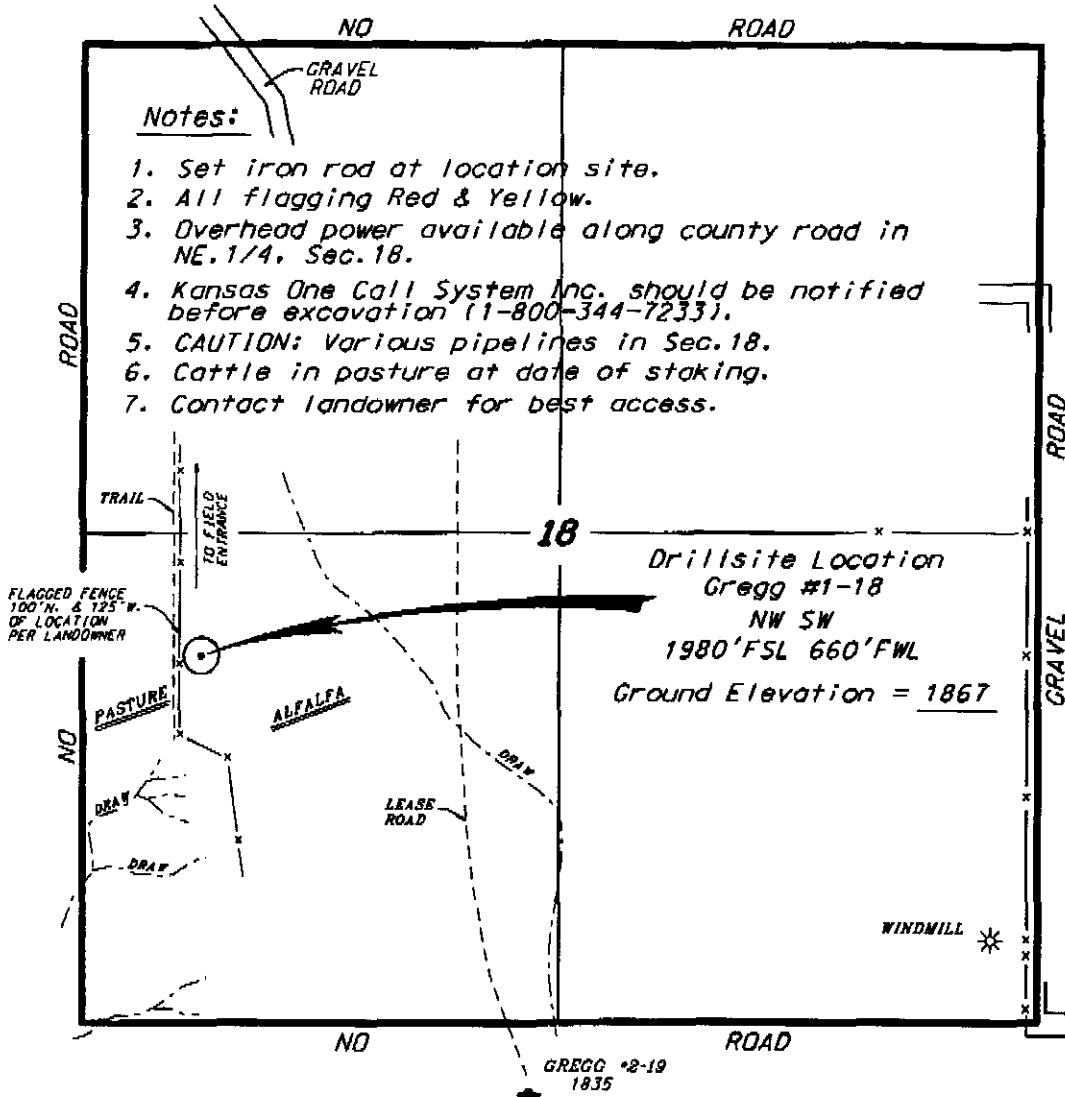 NO ROAD
GRAVEL
ROAD
Notes:
1. Set iron rod at location site.
2. All flagging Red & Yellow.
3. Overhead power available along county road in
NE.1/4. Sec.18.
4. Kansas One Call System Inc. should be notified
before excavation (1-800-344-7233).
5. CAUTION: Various pipelines in Sec.18.
6. Cattle in pasture at date of staking.
7. Contact landowner for best access.
ROAD
ROAD
TRAIL
TO FIELD
ENTRANCE
18
Drillsite Location
Gregg #1-18
NW SW
1980'FSL 660'FWL
Ground Elevation = 1867
FLAGGED FENCE
100'N. & 125'W.
OF LOCATION
PER LANDOWNER
PASTURE
ALFALFA
GRAVEL
NO
DRAW
DRAW
DRAW
LEASE
ROAD
WINDMILL
NO ROAD
GREGG #2-19
1835